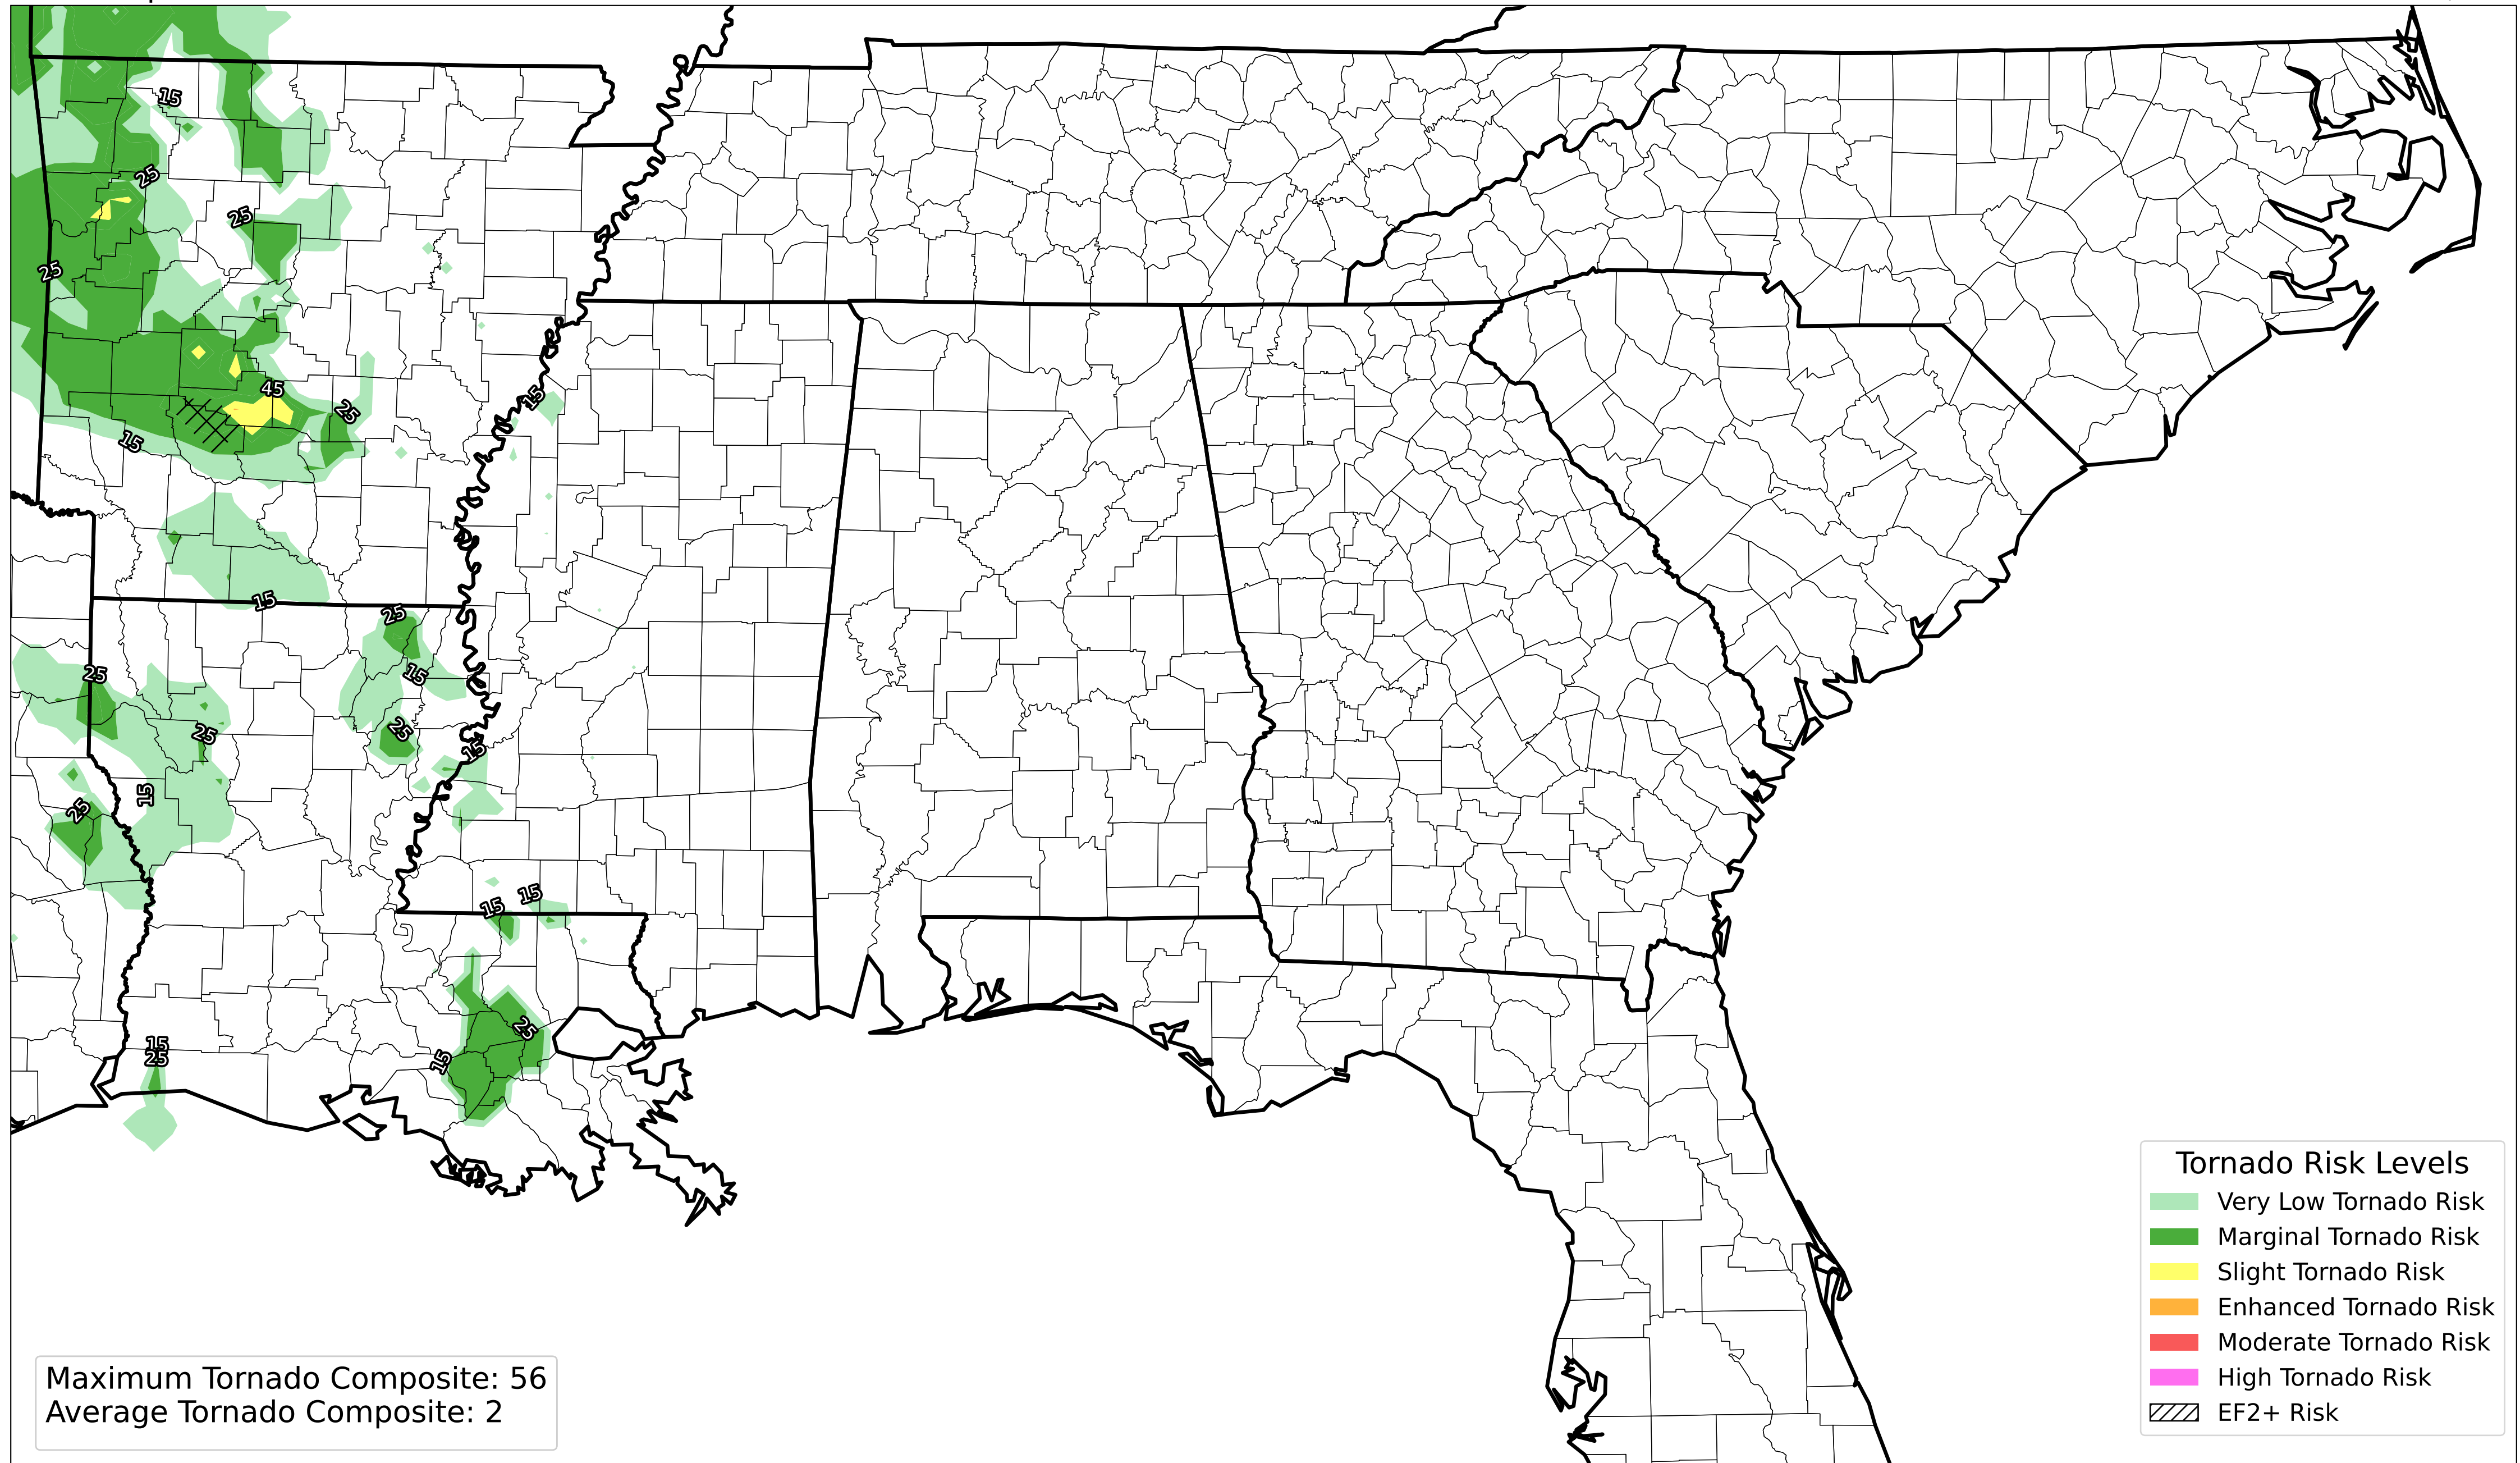 15
25
25
25
45
25
15
15
15
25
25
15
25
25
15
15
25
15
15
25
15
15
25
Maximum Tornado Composite: 56
Average Tornado Composite: 2
Tornado Risk Levels
Very Low Tornado Risk
Marginal Tornado Risk
Slight Tornado Risk
Enhanced Tornado Risk
Moderate Tornado Risk
High Tornado Risk
EF2+ Risk